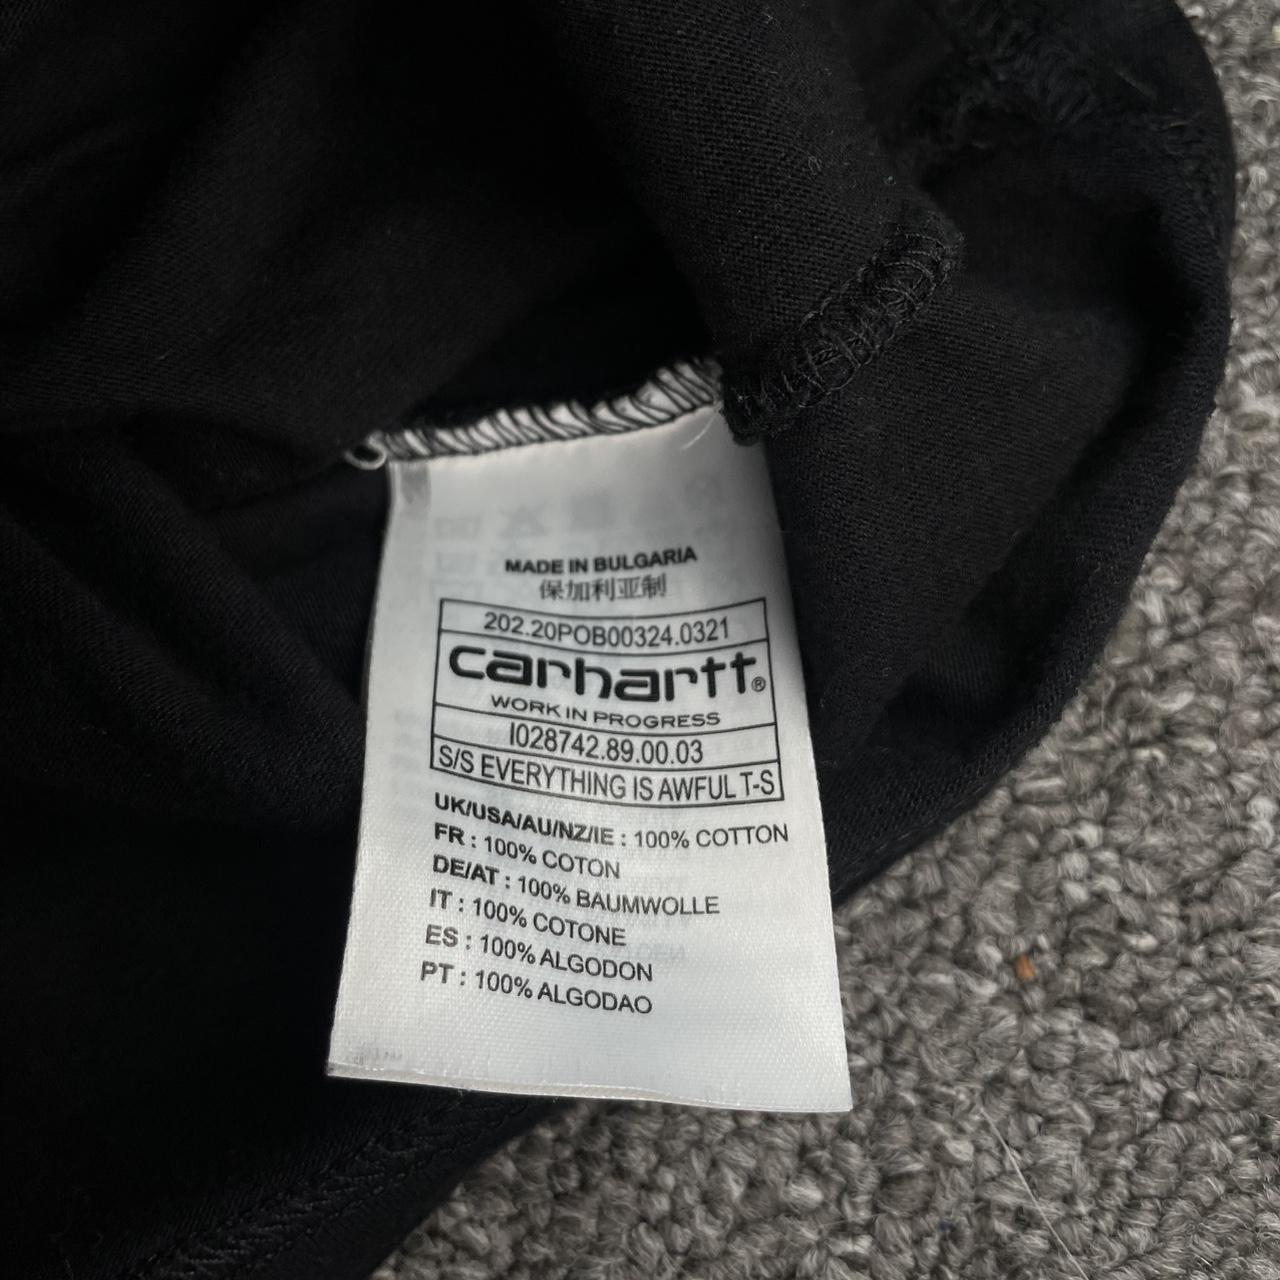 MADE IN BULGARIA
保加利亚制
202.20POB00324.0321
carhartt®
WORK IN PROGRESS
I028742.89.00.03
S/S EVERYTHING IS AWFUL T-S
UK/USA/AU/NZ/IE : 100% COTTON
FR : 100% COTON
DE/AT : 100% BAUMWOLLE
IT : 100% COTONE
ES : 100% ALGODON
PT : 100% ALGODAO